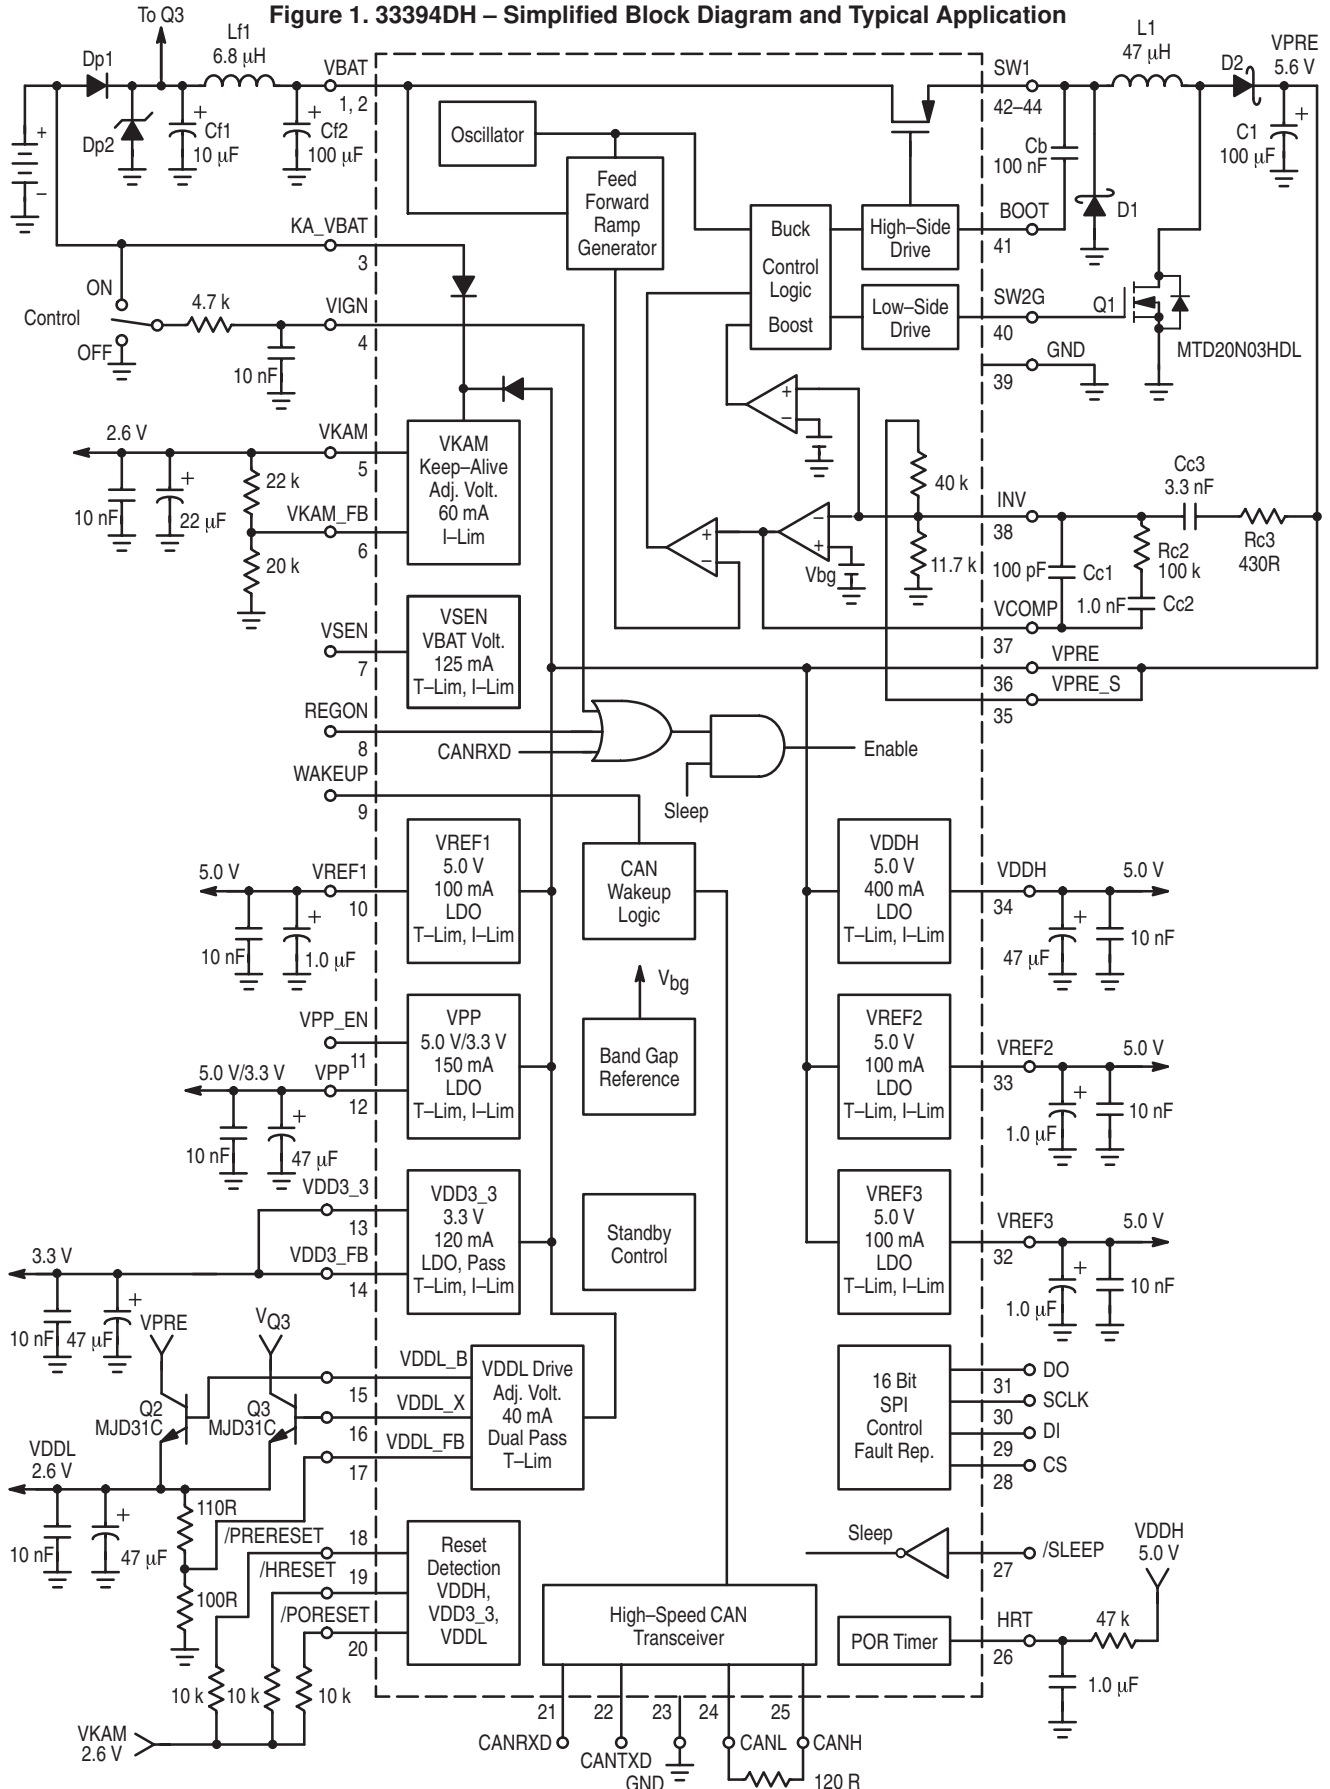 Figure 1. 33394DH – Simplified Block Diagram and Typical Application
To Q3
Dp1
Lf1
6.8 μH
VBAT
1, 2
Dp2
+
Cf1
10 μF
+
Cf2
100 μF
+
–
Oscillator
Feed
Forward
Ramp
Generator
Buck
Control
Logic
Boost
High–Side
Drive
Low–Side
Drive
SW1
42–44
L1
47 μH
D2
VPRE
5.6 V
Cb
100 nF
C1
100 μF
+
BOOT
41
D1
SW2G
40
Q1
MTD20N03HDL
GND
39
KA_VBAT
3
ON
Control
OFF
4.7 k
VIGN
4
10 nF
2.6 V
VKAM
5
10 nF
+
22 μF
22 k
VKAM_FB
6
20 k
VKAM
Keep–Alive
Adj. Volt.
60 mA
I–Lim
+
–
+
–
–
+
Vbg
40 k
11.7 k
INV
38
Cc3
3.3 nF
Rc3
430R
Rc2
100 k
100 pF
Cc1
1.0 nF
Cc2
VCOMP
37
VPRE
36
VPRE_S
35
VSEN
7
VSEN
VBAT Volt.
125 mA
T–Lim, I–Lim
REGON
8
CANRXD
Sleep
Enable
WAKEUP
9
5.0 V
VREF1
10
10 nF
+
1.0 μF
VREF1
5.0 V
100 mA
LDO
T–Lim, I–Lim
CAN
Wakeup
Logic
VDDH
5.0 V
400 mA
LDO
T–Lim, I–Lim
VDDH
34
5.0 V
+
47 μF
10 nF
Vbg
VPP_EN
11
5.0 V/3.3 V
VPP
12
10 nF
+
47 μF
VPP
5.0 V/3.3 V
150 mA
LDO
T–Lim, I–Lim
Band Gap
Reference
VREF2
5.0 V
100 mA
LDO
T–Lim, I–Lim
VREF2
33
5.0 V
+
1.0 μF
10 nF
VDD3_3
13
3.3 V
VDD3_FB
14
10 nF
+
47 μF
VDD3_3
3.3 V
120 mA
LDO, Pass
T–Lim, I–Lim
Standby
Control
VREF3
5.0 V
100 mA
LDO
T–Lim, I–Lim
VREF3
32
5.0 V
+
1.0 μF
10 nF
VPRE
VQ3
Q2
MJD31C
Q3
MJD31C
VDDL_B
15
VDDL_X
16
VDDL_FB
17
VDDL Drive
Adj. Volt.
40 mA
Dual Pass
T–Lim
16 Bit
SPI
Control
Fault Rep.
DO
31
SCLK
30
DI
29
CS
28
VDDL
2.6 V
10 nF
+
47 μF
110R
100R
/PRERESET
18
/HRESET
19
/PORESET
20
Reset
Detection
VDDH,
VDD3_3,
VDDL
Sleep
/SLEEP
27
VDDH
5.0 V
High–Speed CAN
Transceiver
POR Timer
HRT
26
47 k
1.0 μF
10 k
10 k
10 k
VKAM
2.6 V
21
22
23
24
25
CANRXD
CANTXD
GND
CANL
CANH
120 R